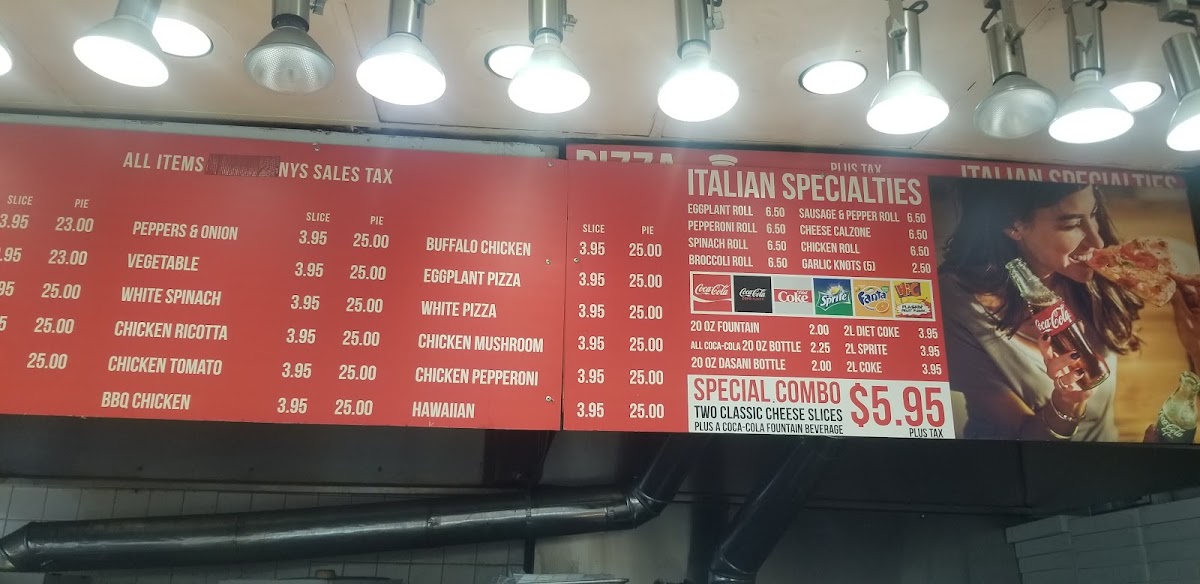 ALL ITEMS NYS SALES TAX
SLICE PIE
3.95 23.00
.95 23.00
95 25.00
5 25.00
25.00
SLICE PIE
PEPPERS & ONION 3.95 25.00
VEGETABLE 3.95 25.00
WHITE SPINACH 3.95 25.00
CHICKEN RICOTTA 3.95 25.00
CHICKEN TOMATO 3.95 25.00
BBQ CHICKEN 3.95 25.00
SLICE PIE
BUFFALO CHICKEN 3.95 25.00
EGGPLANT PIZZA 3.95 25.00
WHITE PIZZA 3.95 25.00
CHICKEN MUSHROOM 3.95 25.00
CHICKEN PEPPERONI 3.95 25.00
HAWAIIAN 3.95 25.00
PIZZA PLUS TAX ITALIAN SPECIALTIES
ITALIAN SPECIALTIES
EGGPLANT ROLL 6.50 SAUSAGE & PEPPER ROLL 6.50
PEPPERONI ROLL 6.50 CHEESE CALZONE 6.50
SPINACH ROLL 6.50 CHICKEN ROLL 6.50
BROCCOLI ROLL 6.50 GARLIC KNOTS (5) 2.50
Coca-Cola Coca-Cola Coke Sprite Fanta
20 OZ FOUNTAIN 2.00 2L DIET COKE 3.95
ALL COCA-COLA 20 OZ BOTTLE 2.25 2L SPRITE 3.95
20 OZ DASANI BOTTLE 2.00 2L COKE 3.95
SPECIAL COMBO $5.95
TWO CLASSIC CHEESE SLICES
PLUS A COCA-COLA FOUNTAIN BEVERAGE PLUS TAX
Coca-Cola